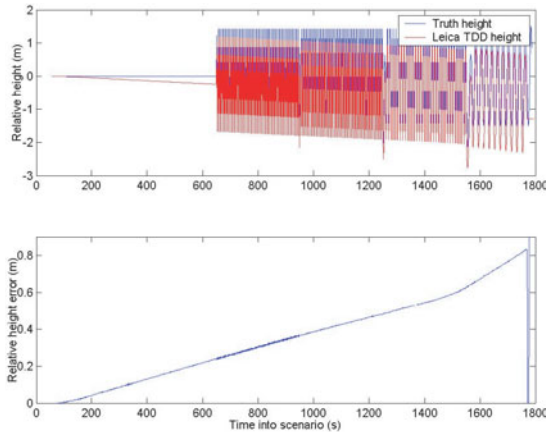 2
Truth height
Leica TDD height
1
0
-1
-2
-3
Relative height (m)
0 200 400 600 800 1000 1200 1400 1600 1800
0.8
0.6
0.4
0.2
0
Relative height error (m)
0 200 400 600 800 1000 1200 1400 1600 1800
Time into scenario (s)